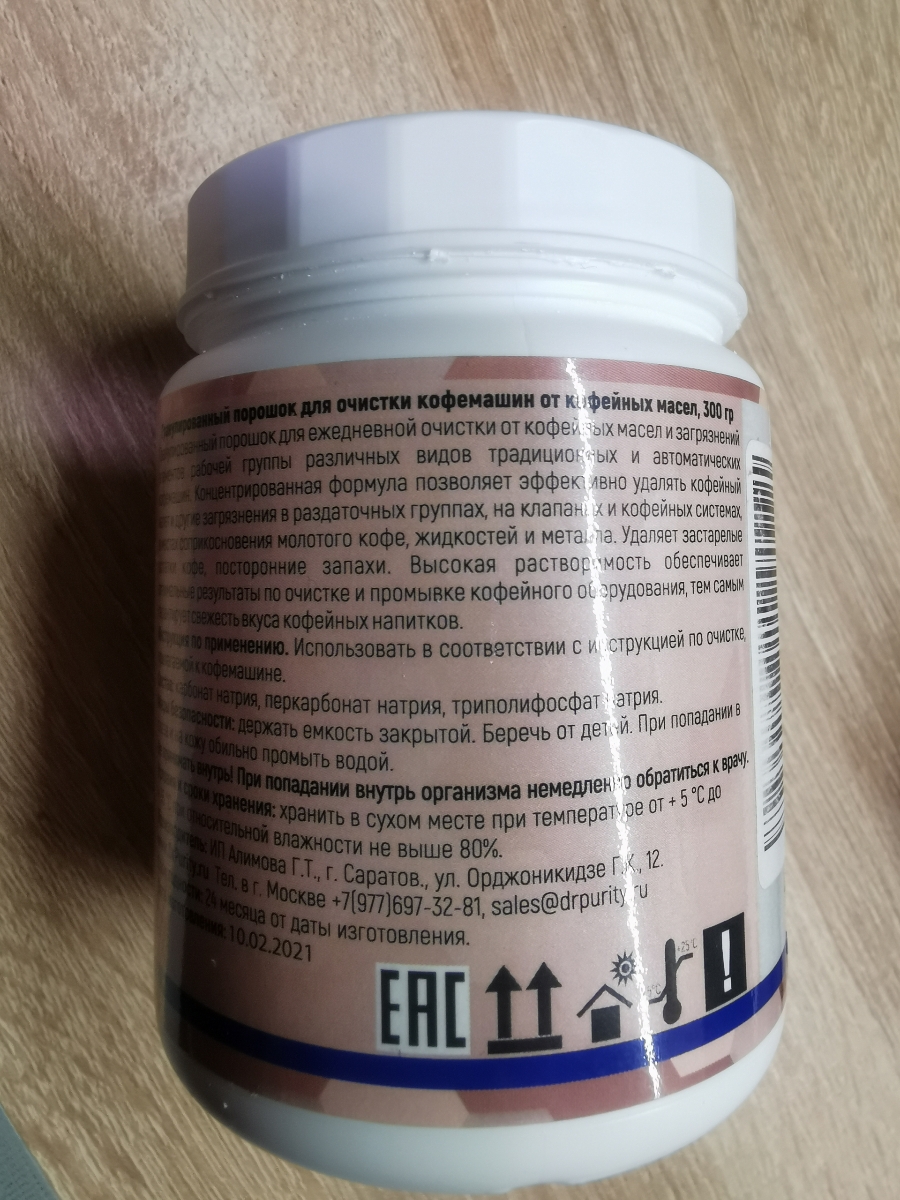 порошок для очистки кофемашин от кофейных масел, 300 гр
порошок для ежедневной очистки от кофейных масел и загрязнений
рабочей группы различных видов традиционных и автоматических
Концентрированная формула позволяет эффективно удалять кофейный
и другие загрязнения в раздаточных группах, на клапанах и кофейных системах,
соприкосновения молотого кофе, жидкостей и металла. Удаляет застарелые
кофе, посторонние запахи. Высокая растворимость обеспечивает
результаты по очистке и промывке кофейного оборудования, тем самым
свежесть вкуса кофейных напитков.
по применению. Использовать в соответствии с инструкцией по очистке,
к кофемашине.
карбонат натрия, перкарбонат натрия, триполифосфат натрия.
безопасности: держать емкость закрытой. Беречь от детей. При попадании в
кожу обильно промыть водой.
внутрь! При попадании внутрь организма немедленно обратиться к врачу.
сроки хранения: хранить в сухом месте при температуре от + 5 °С до
относительной влажности не выше 80%.
ИП Алимова Г.Т., г. Саратов., ул. Орджоникидзе Г.К., 12.
Тел. в г. Москве +7(977)697-32-81, sales@drpurity.ru
24 месяца от даты изготовления.
10.02.2021
+25°C
EAC
!